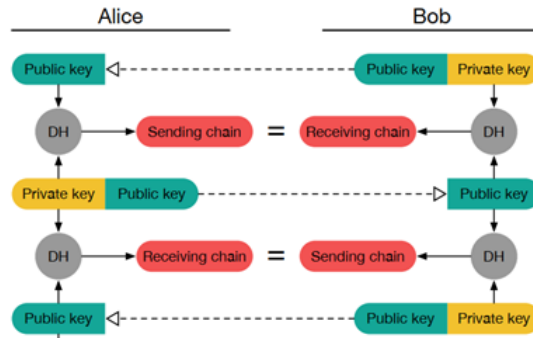 Alice Bob
Public key Public key Private key
DH Sending chain = Receiving chain DH
Private key Public key Public key
DH Receiving chain = Sending chain DH
Public key Public key Private key